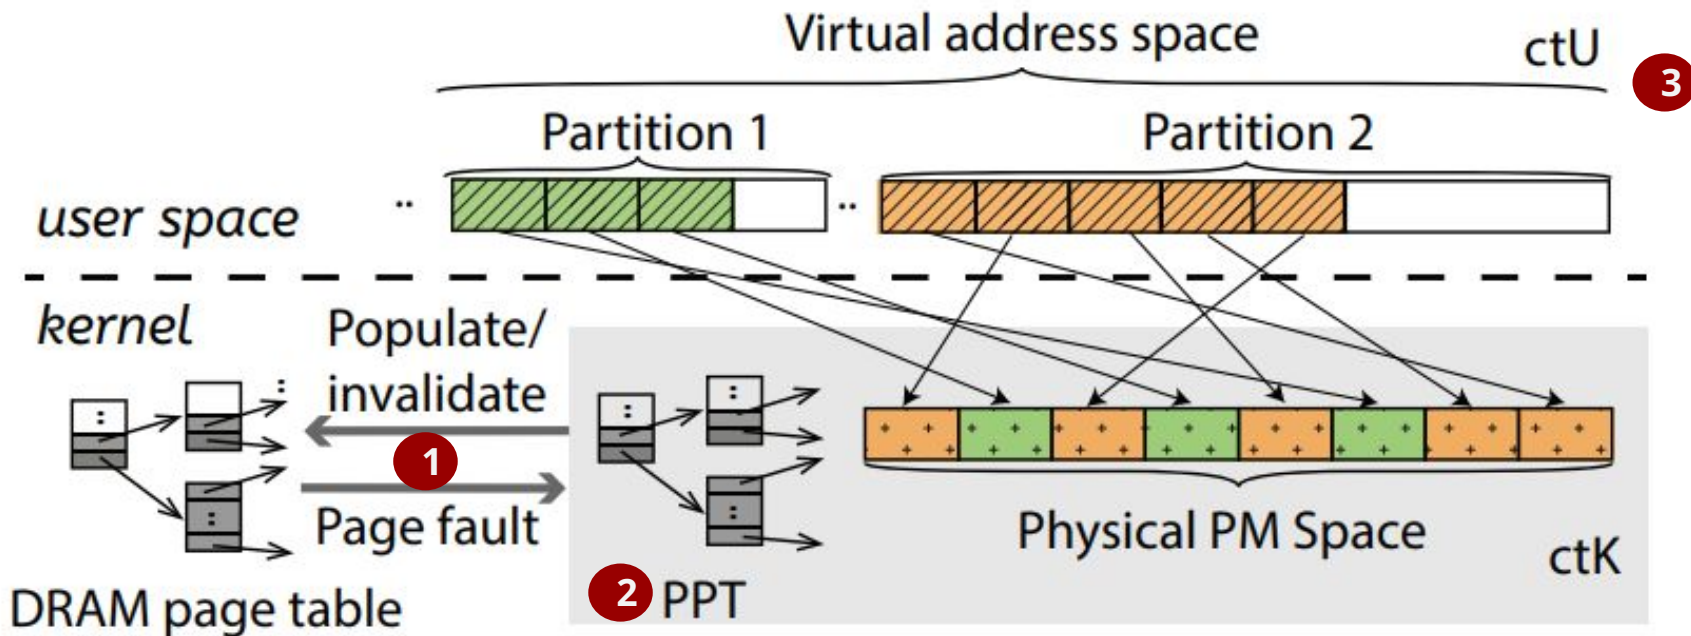 Virtual address space
ctU
3
Partition 1
Partition 2
user space
..
..
kernel
Populate/
invalidate
1
Page fault
Physical PM Space
ctK
2
PPT
DRAM page table